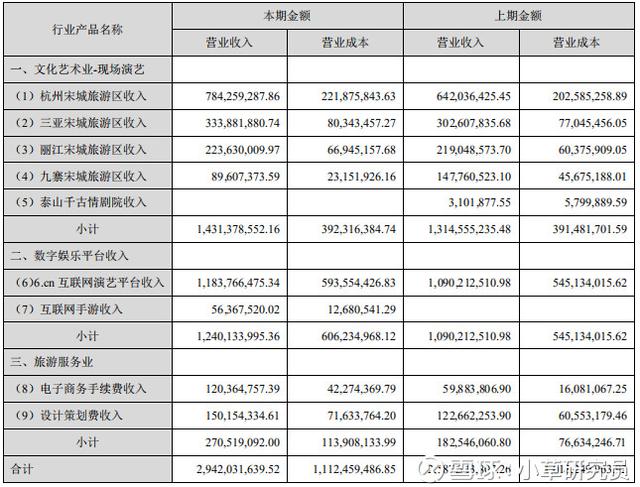 行业产品名称 本期金额 上期金额
营业收入 营业成本 营业收入 营业成本
一、文化艺术业-现场演艺
（1）杭州宋城旅游区收入 784,259,287.86 221,875,843.63 642,036,425.45 202,585,258.89
（2）三亚宋城旅游区收入 333,881,880.74 80,343,457.27 302,607,835.68 77,045,456.05
（3）丽江宋城旅游区收入 223,630,009.97 66,945,157.68 219,048,573.70 60,375,909.05
（4）九寨宋城旅游区收入 89,607,373.59 23,151,926.16 147,760,523.10 45,675,188.01
（5）泰山千古情剧院收入 3,101,877.55 5,799,889.59
小计 1,431,378,552.16 392,316,384.74 1,314,555,235.48 391,481,701.59
二、数字娱乐平台收入
（6)6.cn 互联网演艺平台收入 1,183,766,475.34 593,554,426.83 1,090,212,510.98 545,134,015.62
（7）互联网手游收入 56,367,520.02 12,680,541.29
小计 1,240,133,995.36 606,234,968.12 1,090,212,510.98 545,134,015.62
三、旅游服务业
（8）电子商务手续费收入 120,364,757.39 42,274,369.79 59,883,806.90 16,081,067.25
（9）设计策划费收入 150,154,334.61 71,633,764.20 122,662,253.90 60,553,179.46
小计 270,519,092.00 113,908,133.99 182,546,060.80 76,634,246.71
合计 2,942,031,639.52 1,112,459,486.85
雪球：小草研究员